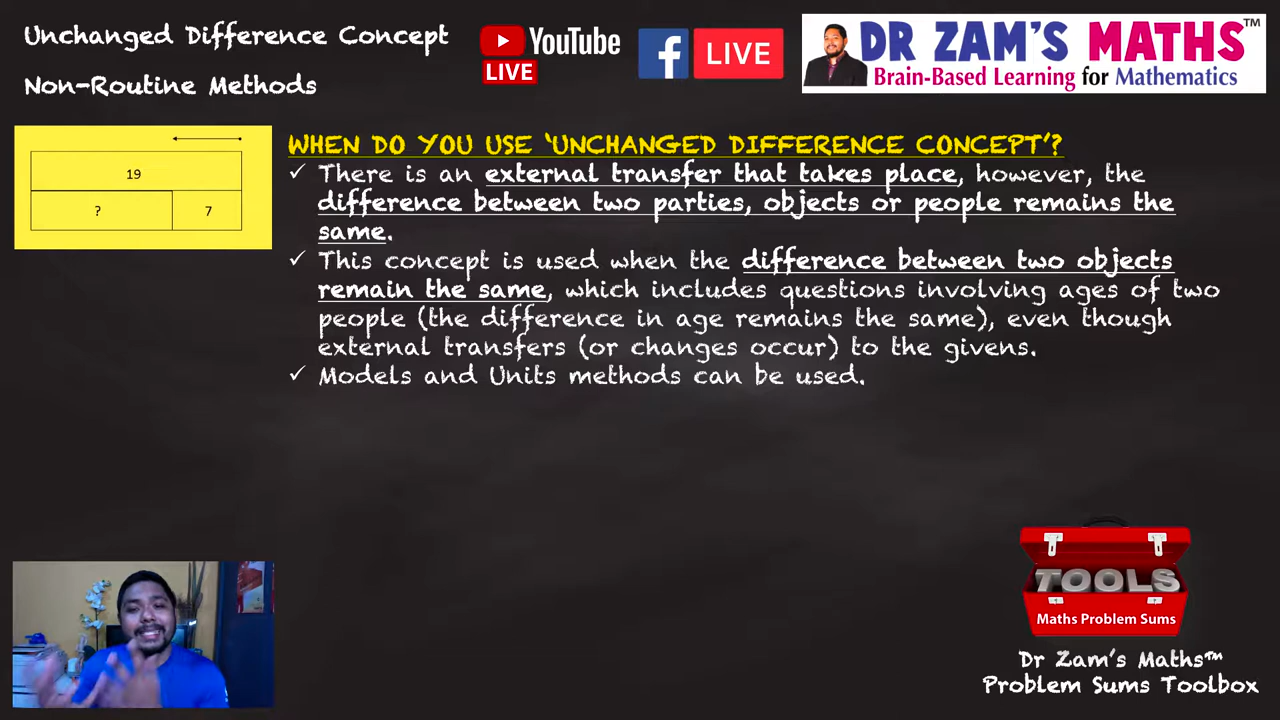 Unchanged Difference Concept
Non-Routine Methods
YouTube
LIVE
LIVE
DR ZAM'S MATHS™
Brain-Based Learning for Mathematics
19
?
7
WHEN DO YOU USE 'UNCHANGED DIFFERENCE CONCEPT'?
✓ There is an external transfer that takes place, however, the
difference between two parties, objects or people remains the
same.
✓ This concept is used when the difference between two objects
remain the same, which includes questions involving ages of two
people (the difference in age remains the same), even though
external transfers (or changes occur) to the givens.
✓ Models and Units methods can be used.
TOOLS
Maths Problem Sums
Dr Zam's Maths™
Problem Sums Toolbox